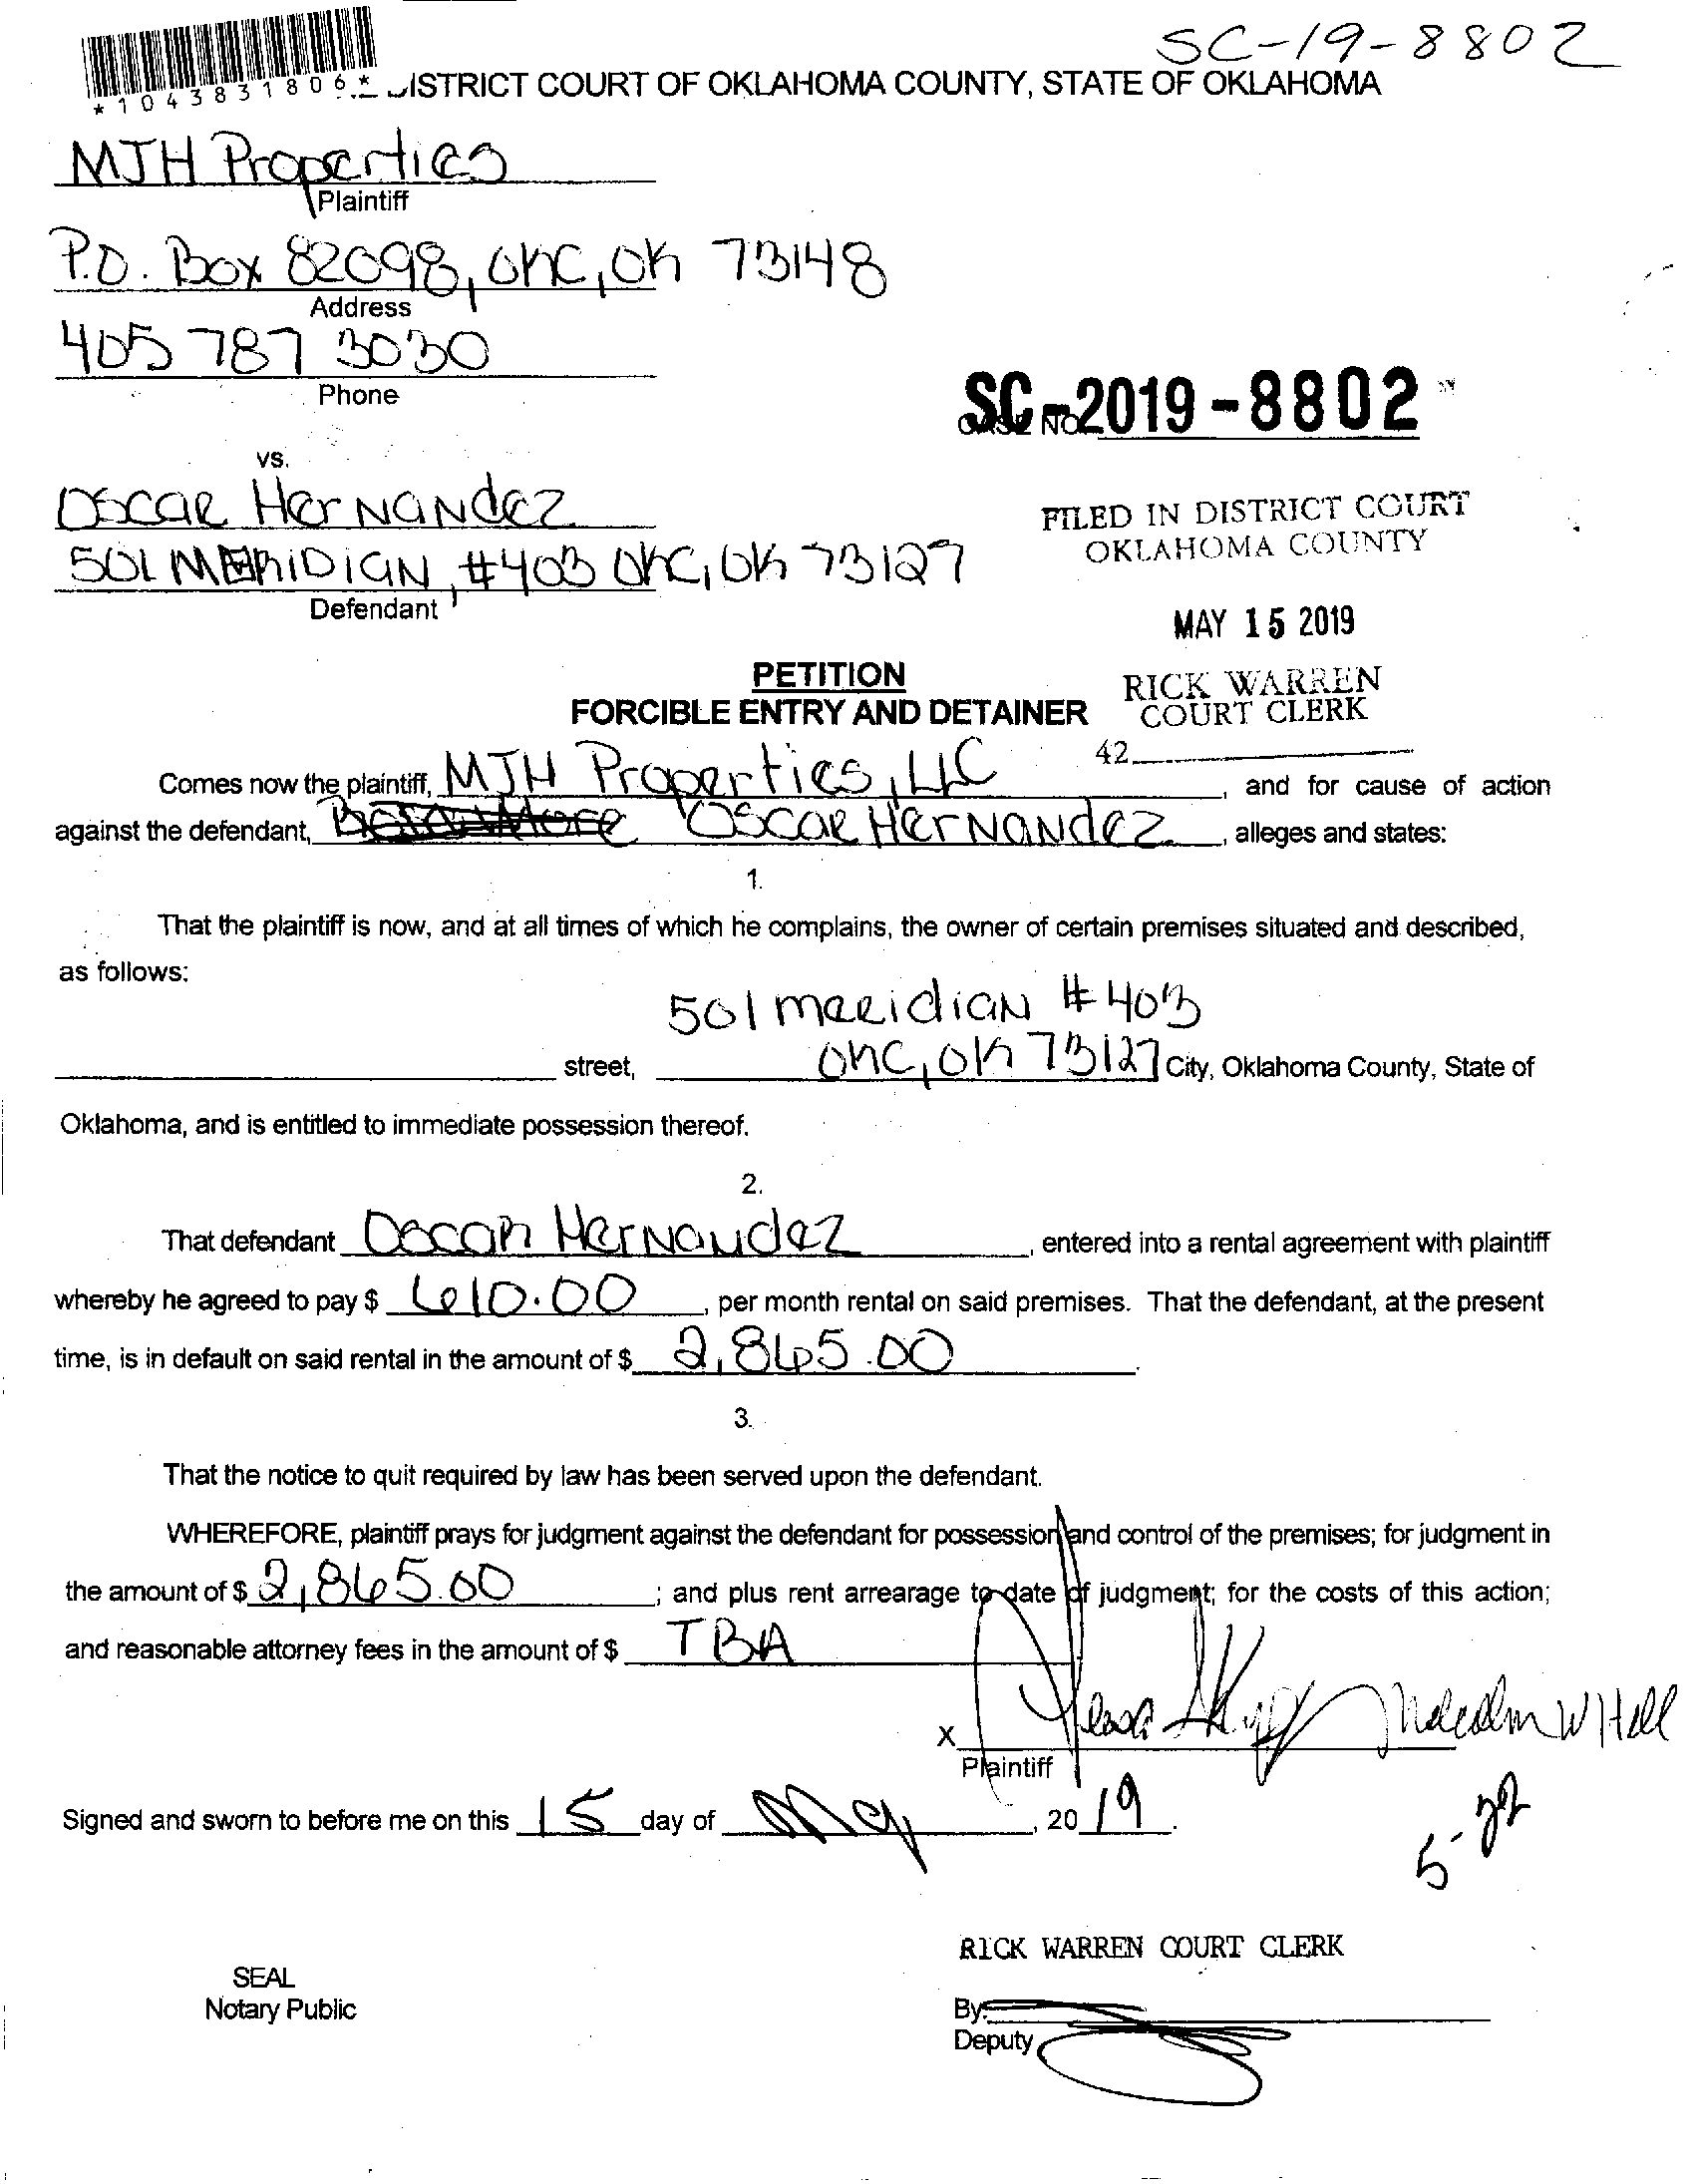 SC-19-8802
*1043831806* DISTRICT COURT OF OKLAHOMA COUNTY, STATE OF OKLAHOMA
MJH Properties
Plaintiff
P.O. Box 82098, OKC, OK 73148
Address
405 787 3030
Phone
SC-2019-8802
CASE NO.
vs.
Oscar Hernandez
501 MERIDIAN, #403 OKC, OK 73127
Defendant
FILED IN DISTRICT COURT
OKLAHOMA COUNTY
MAY 15 2019
RICK WARREN
COURT CLERK
42
PETITION
FORCIBLE ENTRY AND DETAINER
Comes now the plaintiff, MJH Properties, LLC, and for cause of action
against the defendant, Oscar Hernandez, alleges and states:
1.
That the plaintiff is now, and at all times of which he complains, the owner of certain premises situated and described,
as follows:
501 meridian #403
street, OKC, OK 73127 City, Oklahoma County, State of
Oklahoma, and is entitled to immediate possession thereof.
2.
That defendant Oscar Hernandez, entered into a rental agreement with plaintiff
whereby he agreed to pay $ 610.00, per month rental on said premises. That the defendant, at the present
time, is in default on said rental in the amount of $ 2,865.00.
3.
That the notice to quit required by law has been served upon the defendant.
WHEREFORE, plaintiff prays for judgment against the defendant for possession and control of the premises; for judgment in
the amount of $ 2,865.00; and plus rent arrearage to date of judgment; for the costs of this action;
and reasonable attorney fees in the amount of $ TBA
X Malcolm W Hall
Plaintiff
Signed and sworn to before me on this 15 day of May, 2019.
5-22
RICK WARREN COURT CLERK
SEAL
Notary Public
By:
Deputy